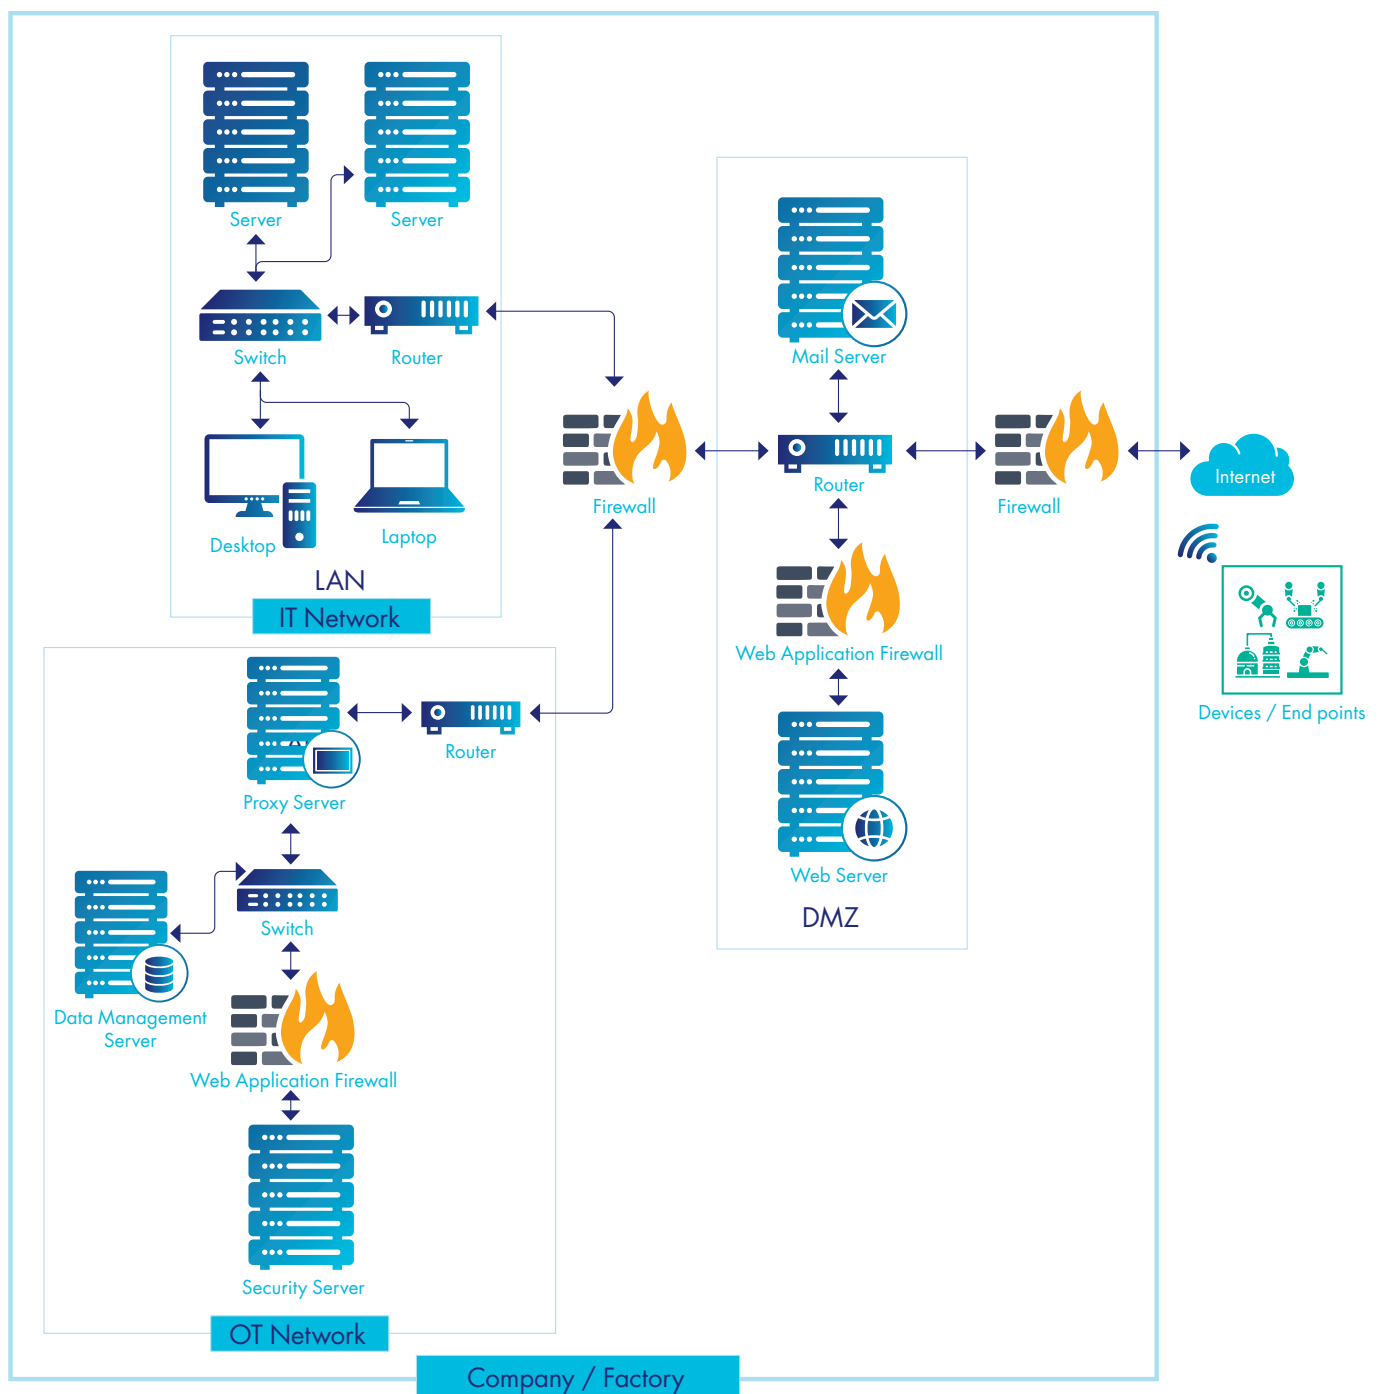 Server
Server
Switch
Router
Desktop
Laptop
LAN
IT Network
Firewall
Mail Server
Router
Firewall
Internet
Web Application Firewall
Web Server
DMZ
Devices / End points
Proxy Server
Router
Switch
Data Management
Server
Web Application Firewall
Security Server
OT Network
Company / Factory